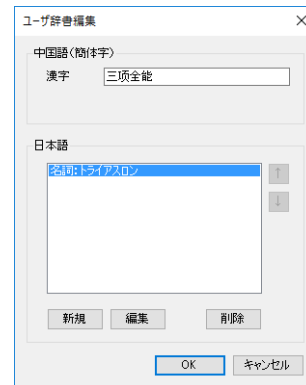 ユーザ辞書編集
中国語(簡体字)
漢字
三项全能
日本語
名詞:トライアスロン
↑
↓
新規
編集
削除
OK
キャンセル